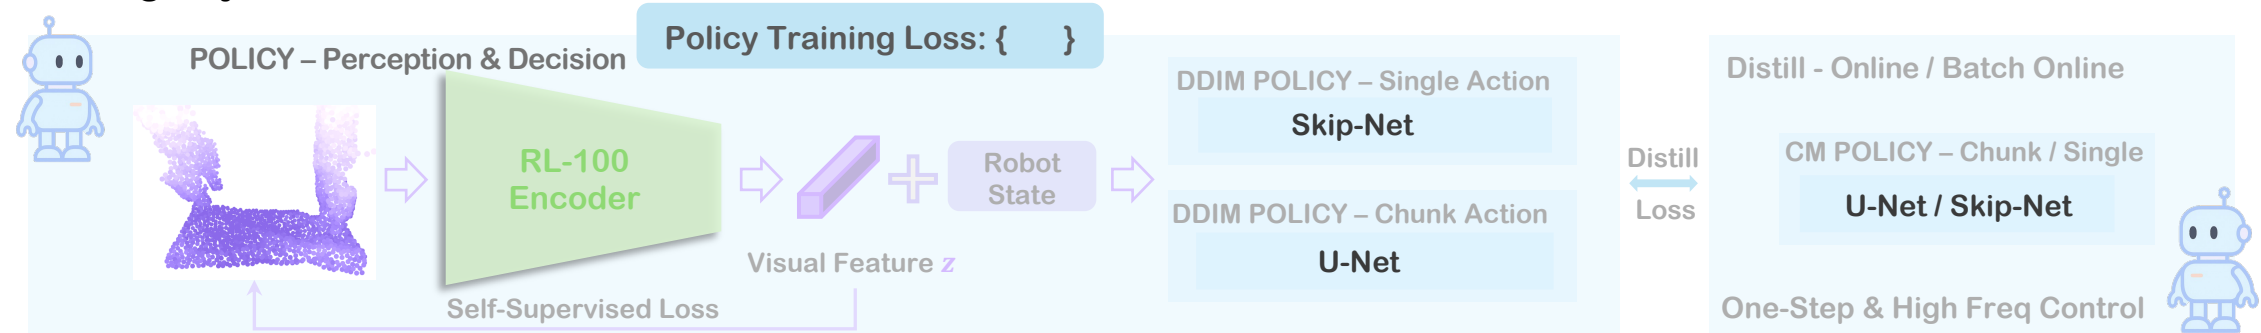 Policy Training Loss: { }
POLICY – Perception & Decision
RL-100
Encoder
Visual Feature z
Self-Supervised Loss
Robot
State
DDIM POLICY – Single Action
Skip-Net
DDIM POLICY – Chunk Action
U-Net
Distill
Loss
Distill - Online / Batch Online
CM POLICY – Chunk / Single
U-Net / Skip-Net
One-Step & High Freq Control